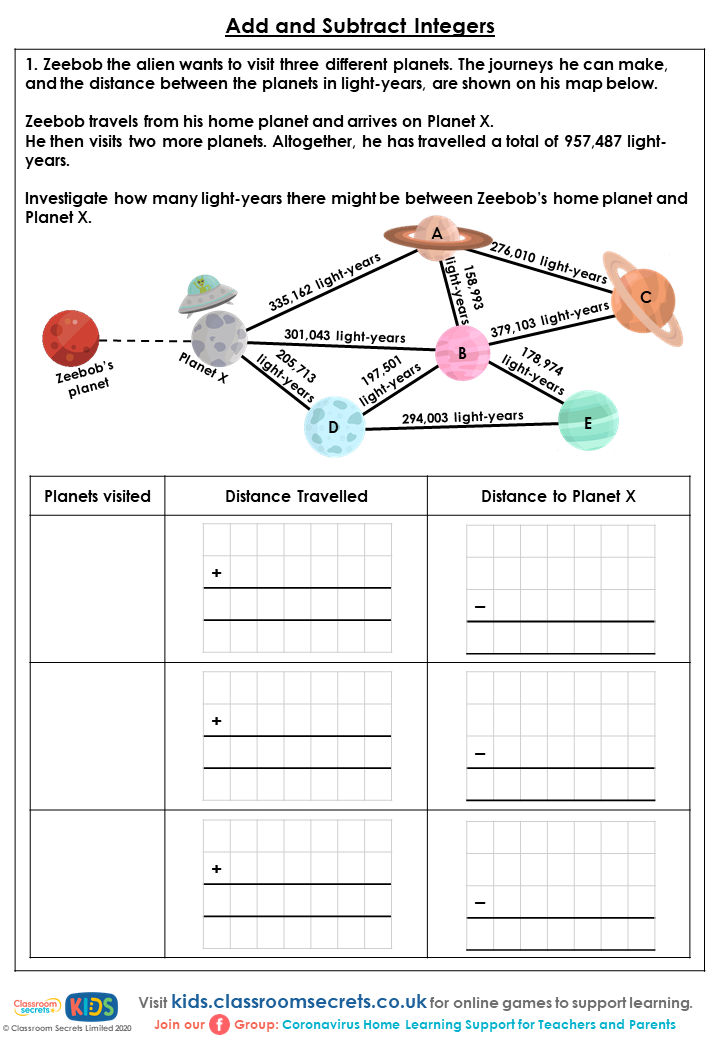 Add and Subtract Integers
1. Zeebob the alien wants to visit three different planets. The journeys he can make,
and the distance between the planets in light-years, are shown on his map below.
Zeebob travels from his home planet and arrives on Planet X.
He then visits two more planets. Altogether, he has travelled a total of 957,487 light-
years.
Investigate how many light-years there might be between Zeebob's home planet and
Planet X.
A
276,010 light-years
335,162 light-years
158,993
light-years
C
379,103 light-years
301,043 light-years
B
Zeebob's
planet
Planet X
205,713
light-years
197,501
light-years
178,974
light-years
D
294,003 light-years
E
Planets visited
Distance Travelled
Distance to Planet X
+
–
+
–
+
–
Classroom
secrets
KIDS
© Classroom Secrets Limited 2020
Visit kids.classroomsecrets.co.uk for online games to support learning.
Join our f Group: Coronavirus Home Learning Support for Teachers and Parents